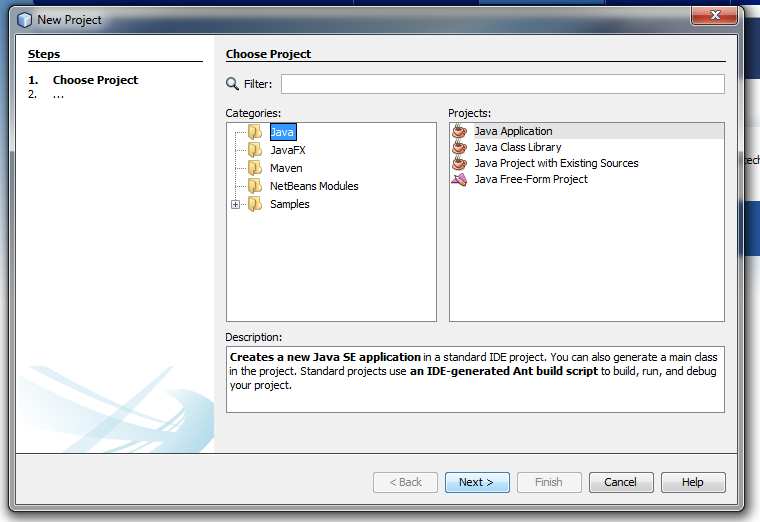 New Project
Steps
1. Choose Project
2. ...
Choose Project
Filter:
Categories:
Java
JavaFX
Maven
NetBeans Modules
Samples
Projects:
Java Application
Java Class Library
Java Project with Existing Sources
Java Free-Form Project
Description:
Creates a new Java SE application in a standard IDE project. You can also generate a main class
in the project. Standard projects use an IDE-generated Ant build script to build, run, and debug
your project.
< Back
Next >
Finish
Cancel
Help